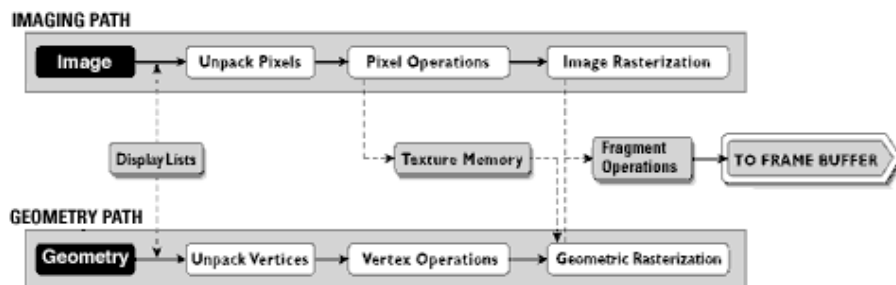 IMAGING PATH
Image
Unpack Pixels
Pixel Operations
Image Rasterization
Display Lists
Texture Memory
Fragment
Operations
TO FRAME BUFFER
GEOMETRY PATH
Geometry
Unpack Vertices
Vertex Operations
Geometric Rasterization